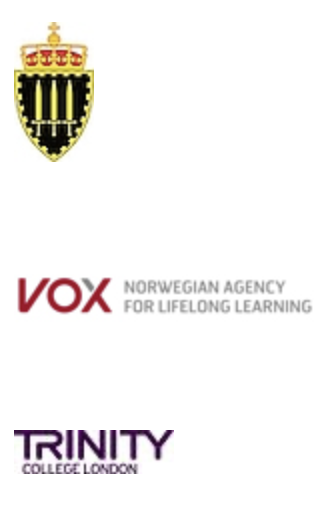 VOX NORWEGIAN AGENCY
FOR LIFELONG LEARNING
TRINITY
COLLEGE LONDON